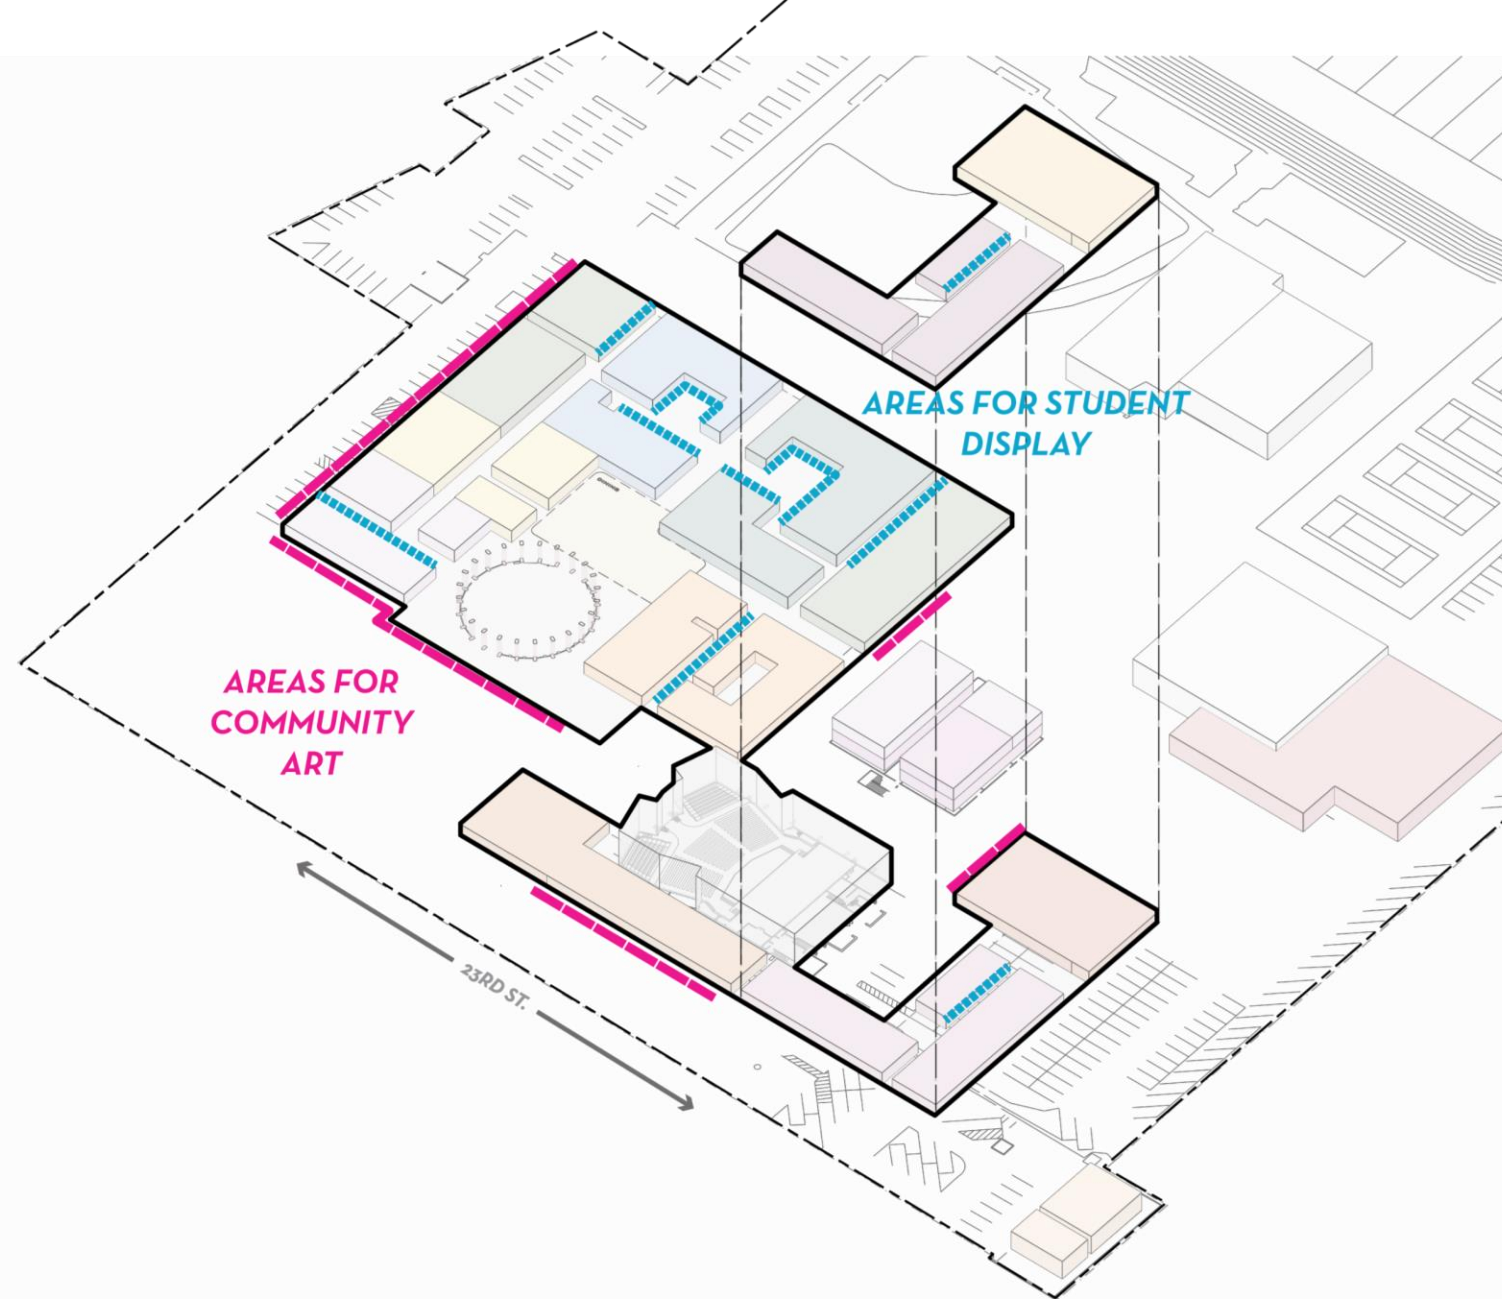 AREAS FOR STUDENT
DISPLAY
AREAS FOR
COMMUNITY
ART
23RD ST.